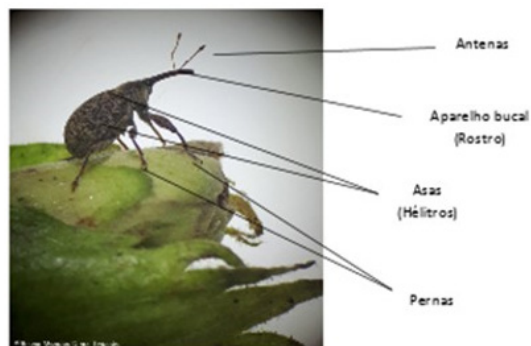 Antenas
Aparelho bucal
(Rostro)
Asas
(Hélitros)
Pernas